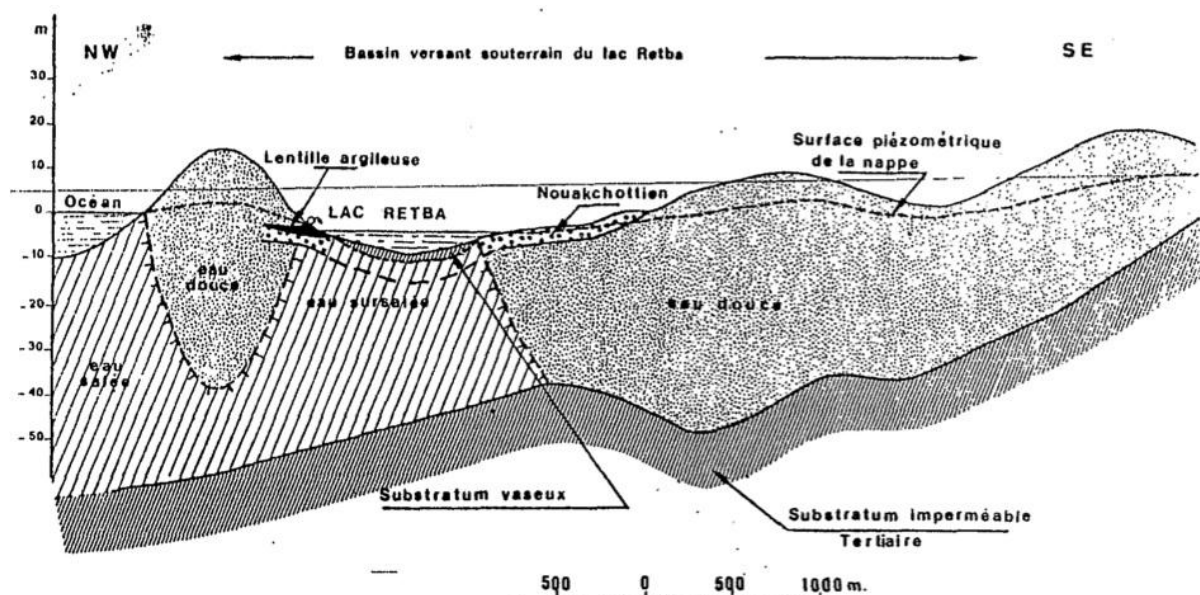 m
NW
Bassin versant souterrain du lac Retba
SE
30
20
10
0
-10
-20
-30
-40
-50
Surface piézométrique
de la nappe
Lentille argileuse
Nouakchottien
Océan
LAC RETBA
eau
douce
eau sursalée
eau douce
eau
salée
Substratum vaseux
Substratum imperméable
Tertiaire
500 0 500 1000 m.